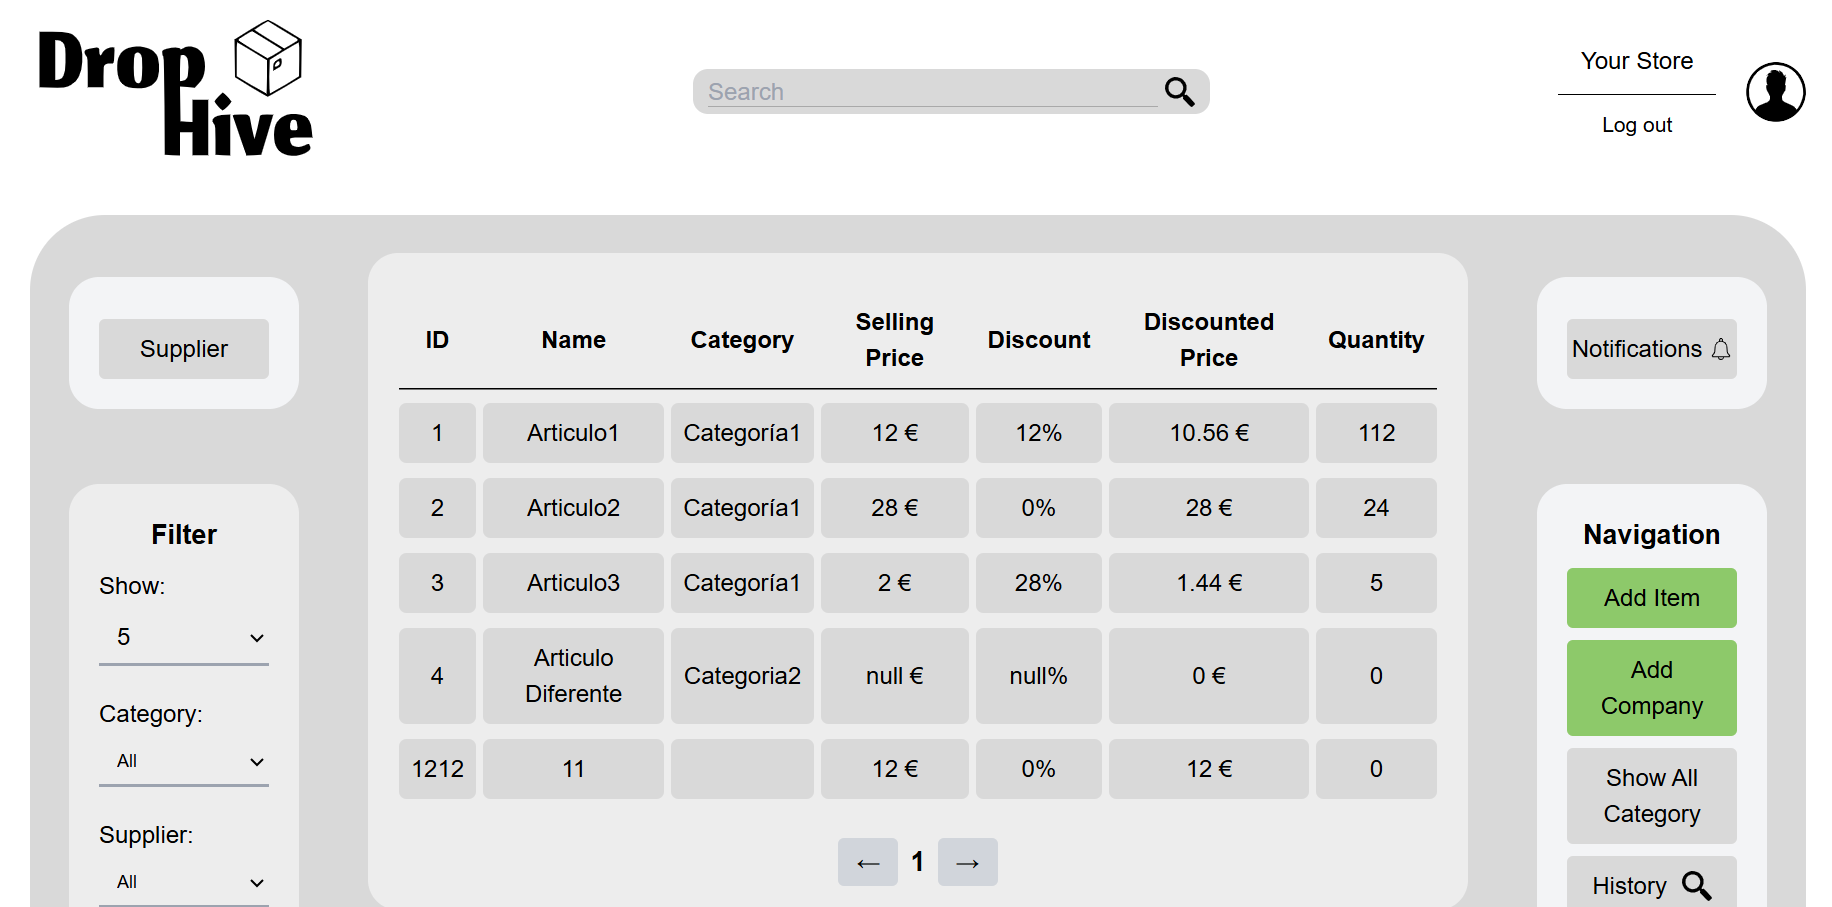 Drop
Hive
Search
Your Store
Log out
Supplier
Filter
Show:
5
Category:
All
Supplier:
All
ID Name Category Selling Price Discount Discounted Price Quantity
1 Articulo1 Categoría1 12 € 12% 10.56 € 112
2 Articulo2 Categoría1 28 € 0% 28 € 24
3 Articulo3 Categoría1 2 € 28% 1.44 € 5
4 Articulo Diferente Categoria2 null € null% 0 € 0
1212 11 12 € 0% 12 € 0
← 1 →
Notifications
Navigation
Add Item
Add
Company
Show All
Category
History